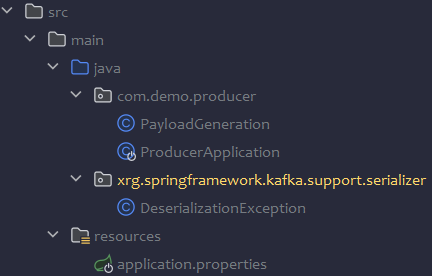 src
main
java
com.demo.producer
PayloadGeneration
ProducerApplication
xrg.springframework.kafka.support.serializer
DeserializationException
resources
application.properties